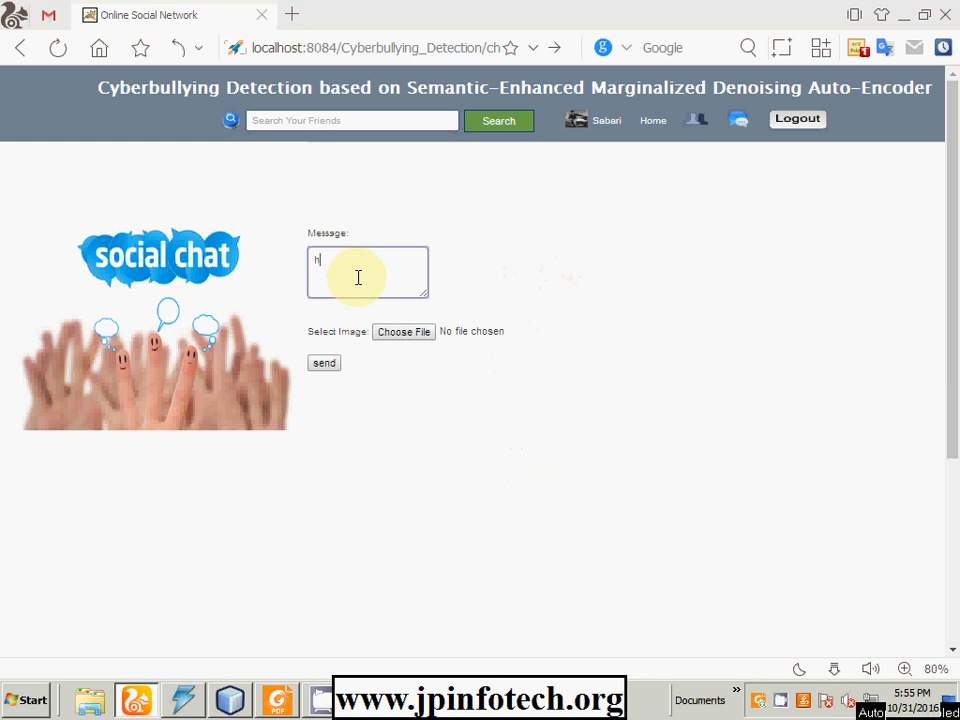 Online Social Network
localhost:8084/Cyberbullying_Detection/ch
Google
Cyberbullying Detection based on Semantic-Enhanced Marginalized Denoising Auto-Encoder
Search Your Friends
Search
Sabari
Home
Logout
social chat
Message:
h
Select Image: Choose File No file chosen
send
80%
Start
PDF
www.jpinfotech.org
Documents
5:55 PM
10/31/2016